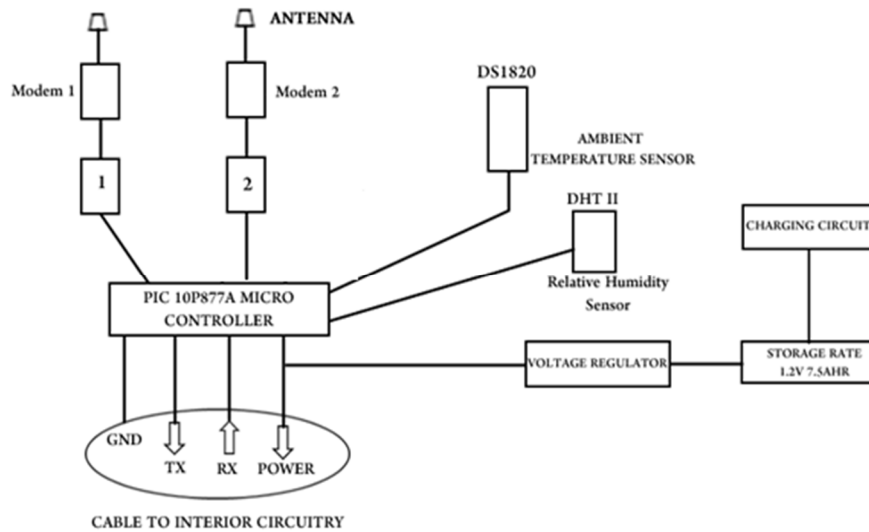 ANTENNA
Modem 1
Modem 2
DS1820
AMBIENT
TEMPERATURE SENSOR
1
2
DHT II
CHARGING CIRCUIT
Relative Humidity
Sensor
PIC 10P877A MICRO
CONTROLLER
VOLTAGE REGULATOR
STORAGE RATE
1.2V 7.5AHR
GND
TX
RX
POWER
CABLE TO INTERIOR CIRCUITRY